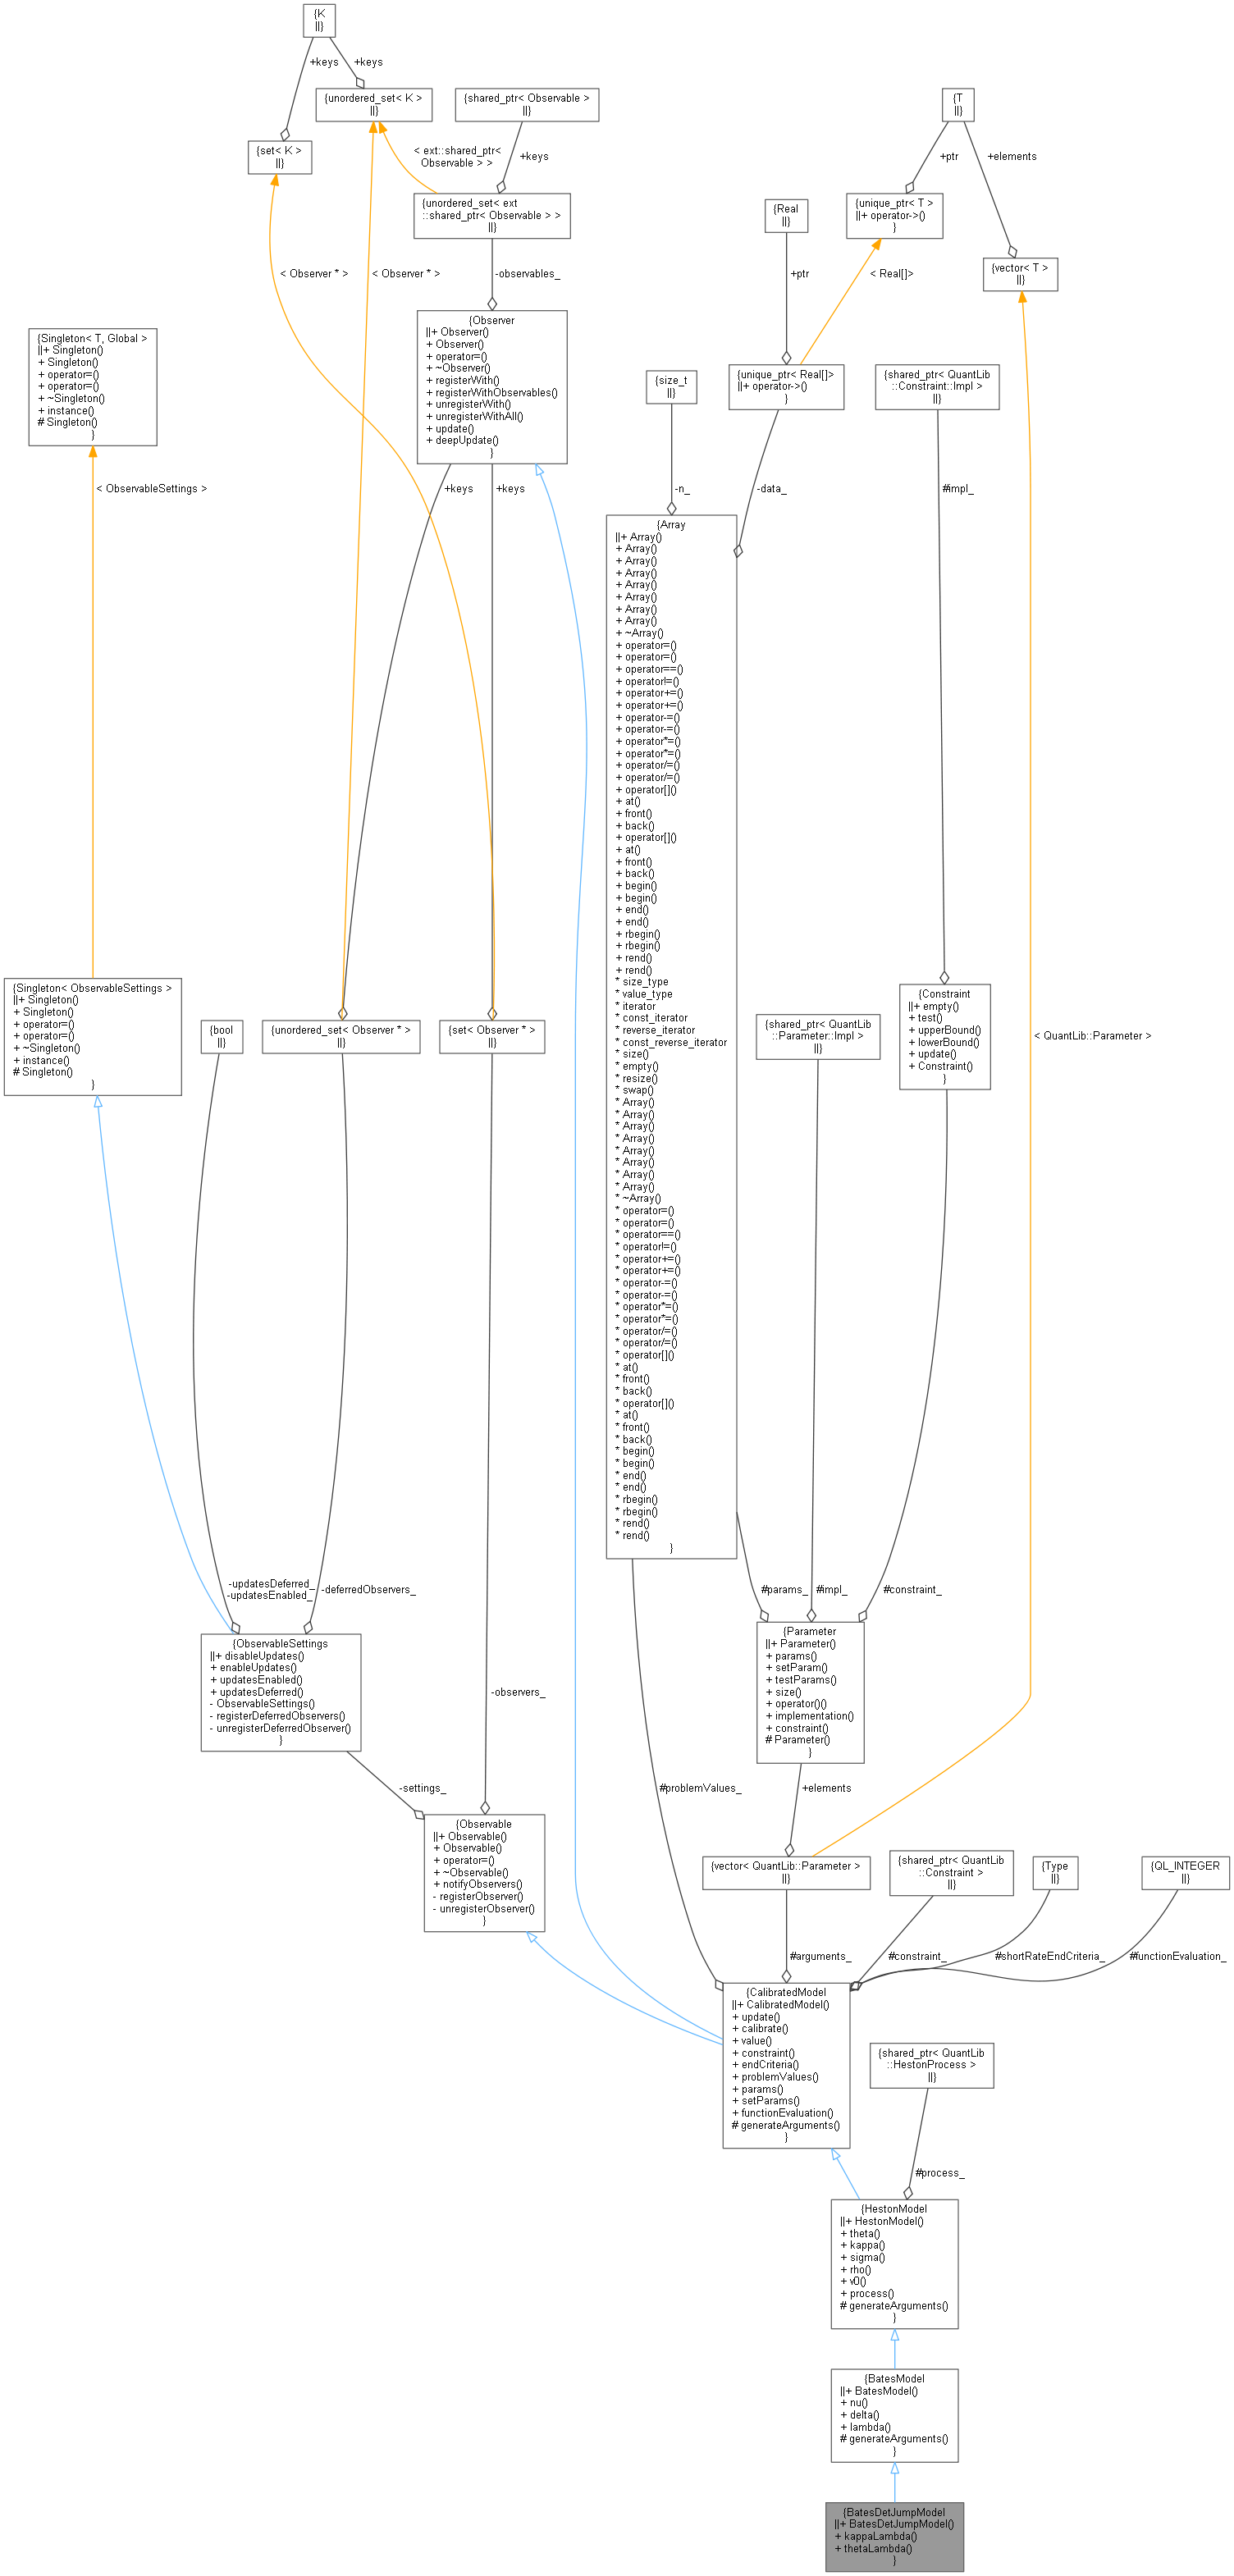 {K
||}
+keys
+keys
{unordered_set< K >
||}
{shared_ptr< Observable >
||}
{T
||}
{set< K >
||}
< ext::shared_ptr<
Observable > >
+keys
+ptr
+elements
{unordered_set< ext
::shared_ptr< Observable > >
||}
{Real
||}
{unique_ptr< T >
||+ operator->()
}
{vector< T >
||}
< Observer * >
< Observer * >
-observables_
+ptr
< Real[]>
{Observer
||+ Observer()
+ Observer()
+ operator=()
+ ~Observer()
+ registerWith()
+ registerWithObservables()
+ unregisterWith()
+ unregisterWithAll()
+ update()
+ deepUpdate()
}
{Singleton< T, Global >
||+ Singleton()
+ Singleton()
+ operator=()
+ operator=()
+ ~Singleton()
+ instance()
# Singleton()
}
{size_t
||}
{unique_ptr< Real[]>
||+ operator->()
}
{shared_ptr< QuantLib
::Constraint::Impl >
||}
< ObservableSettings >
+keys
+keys
-n_
-data_
#impl_
{Array
||+ Array()
+ Array()
+ Array()
+ Array()
+ Array()
+ Array()
+ Array()
+ Array()
+ ~Array()
+ operator=()
+ operator=()
+ operator==()
+ operator!=()
+ operator+=()
+ operator+=()
+ operator-=()
+ operator-=()
+ operator*=()
+ operator*=()
+ operator/=()
+ operator/=()
+ operator[]()
+ at()
+ front()
+ back()
+ operator[]()
+ at()
+ front()
+ back()
+ begin()
+ begin()
+ end()
+ end()
+ rbegin()
+ rbegin()
+ rend()
+ rend()
* size_type
* value_type
* iterator
* const_iterator
* reverse_iterator
* const_reverse_iterator
* size()
* empty()
* resize()
* swap()
* Array()
* Array()
* Array()
* Array()
* Array()
* Array()
* Array()
* Array()
* ~Array()
* operator=()
* operator=()
* operator==()
* operator!=()
* operator+=()
* operator+=()
* operator-=()
* operator-=()
* operator*=()
* operator*=()
* operator/=()
* operator/=()
* operator[]()
* at()
* front()
* back()
* operator[]()
* at()
* front()
* back()
* begin()
* begin()
* end()
* end()
* rbegin()
* rbegin()
* rend()
* rend()
}
{Singleton< ObservableSettings >
||+ Singleton()
+ Singleton()
+ operator=()
+ operator=()
+ ~Singleton()
+ instance()
# Singleton()
}
{bool
||}
{unordered_set< Observer * >
||}
{set< Observer * >
||}
{shared_ptr< QuantLib
::Parameter::Impl >
||}
{Constraint
||+ empty()
+ test()
+ upperBound()
+ lowerBound()
+ update()
+ Constraint()
}
< QuantLib::Parameter >
-updatesDeferred_
-updatesEnabled_
-deferredObservers_
#params_
#impl_
#constraint_
{ObservableSettings
||+ disableUpdates()
+ enableUpdates()
+ updatesEnabled()
+ updatesDeferred()
- ObservableSettings()
- registerDeferredObservers()
- unregisterDeferredObserver()
}
-observers_
{Parameter
||+ Parameter()
+ params()
+ setParam()
+ testParams()
+ size()
+ operator()()
+ implementation()
+ constraint()
# Parameter()
}
-settings_
#problemValues_
+elements
{Observable
||+ Observable()
+ Observable()
+ operator=()
+ ~Observable()
+ notifyObservers()
- registerObserver()
- unregisterObserver()
}
{vector< QuantLib::Parameter >
||}
{shared_ptr< QuantLib
::Constraint >
||}
{Type
||}
{QL_INTEGER
||}
#arguments_
#constraint_
#shortRateEndCriteria_
#functionEvaluation_
{CalibratedModel
||+ CalibratedModel()
+ update()
+ calibrate()
+ value()
+ constraint()
+ endCriteria()
+ problemValues()
+ params()
+ setParams()
+ functionEvaluation()
# generateArguments()
}
{shared_ptr< QuantLib
::HestonProcess >
||}
#process_
{HestonModel
||+ HestonModel()
+ theta()
+ kappa()
+ sigma()
+ rho()
+ v0()
+ process()
# generateArguments()
}
{BatesModel
||+ BatesModel()
+ nu()
+ delta()
+ lambda()
# generateArguments()
}
{BatesDetJumpModel
||+ BatesDetJumpModel()
+ kappaLambda()
+ thetaLambda()
}